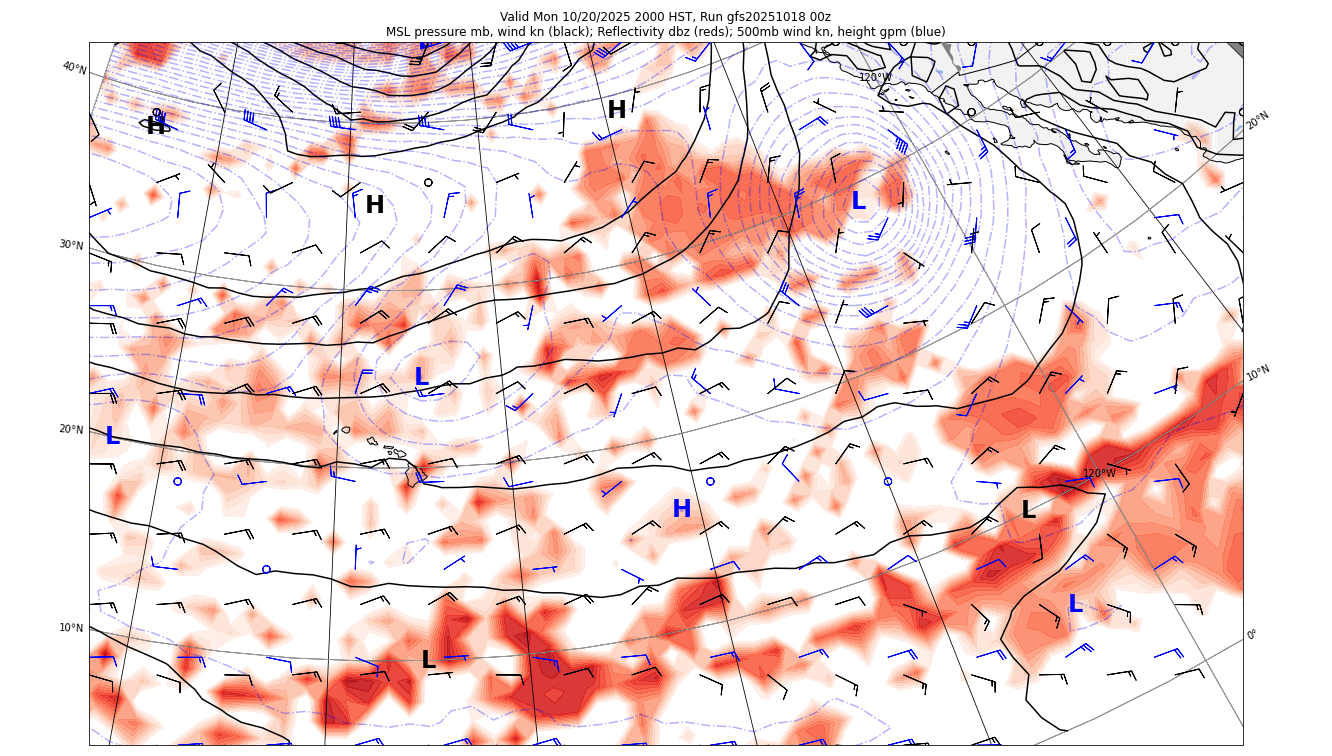 Valid Mon 10/20/2025 2000 HST, Run gfs20251018 00z
MSL pressure mb, wind kn (black); Reflectivity dbz (reds); 500mb wind kn, height gpm (blue)
L
40°N
120°W
H
H
20°N
H
L
30°N
L
10°N
L
20°N
120°W
H
L
L
10°N
0°
L